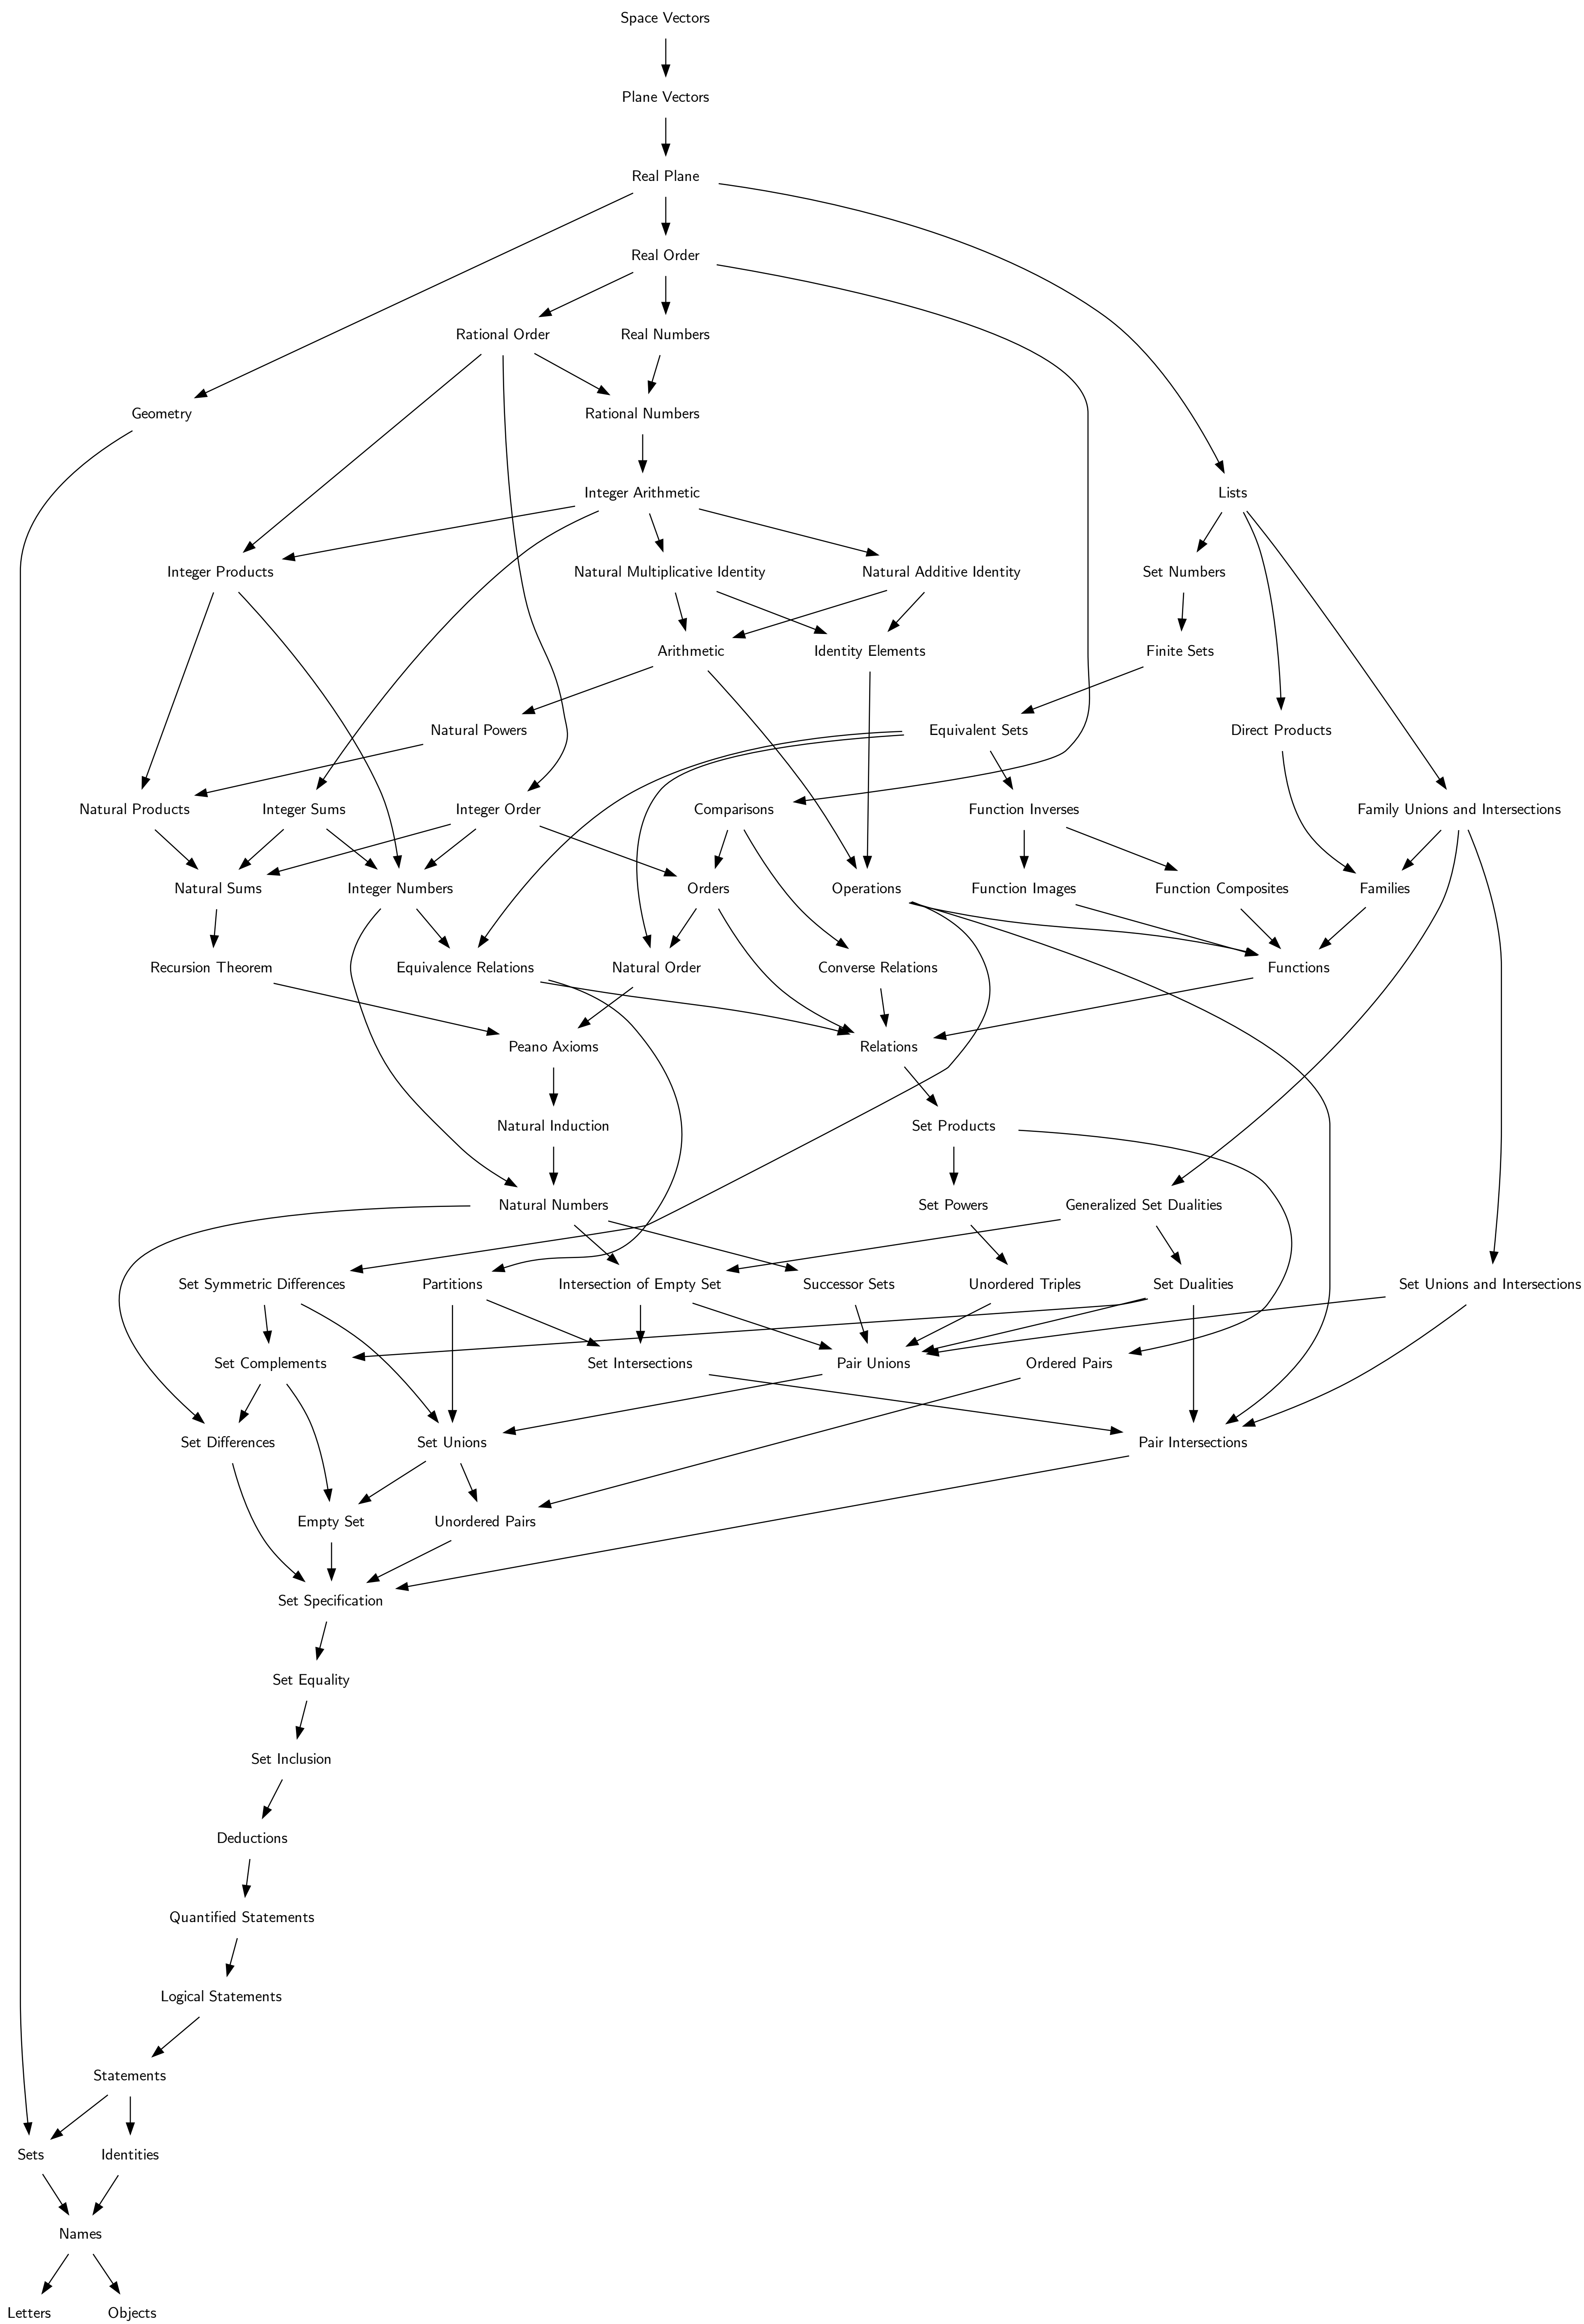 Space Vectors
Plane Vectors
Real Plane
Real Order
Rational Order
Real Numbers
Geometry
Rational Numbers
Integer Arithmetic
Lists
Integer Products
Natural Multiplicative Identity
Natural Additive Identity
Set Numbers
Arithmetic
Identity Elements
Finite Sets
Natural Powers
Equivalent Sets
Direct Products
Natural Products
Integer Sums
Integer Order
Comparisons
Function Inverses
Family Unions and Intersections
Natural Sums
Integer Numbers
Orders
Operations
Function Images
Function Composites
Families
Recursion Theorem
Equivalence Relations
Natural Order
Converse Relations
Functions
Peano Axioms
Relations
Natural Induction
Set Products
Natural Numbers
Set Powers
Generalized Set Dualities
Set Symmetric Differences
Partitions
Intersection of Empty Set
Successor Sets
Unordered Triples
Set Dualities
Set Unions and Intersections
Set Complements
Set Intersections
Pair Unions
Ordered Pairs
Set Differences
Set Unions
Pair Intersections
Empty Set
Unordered Pairs
Set Specification
Set Equality
Set Inclusion
Deductions
Quantified Statements
Logical Statements
Statements
Sets
Identities
Names
Letters
Objects